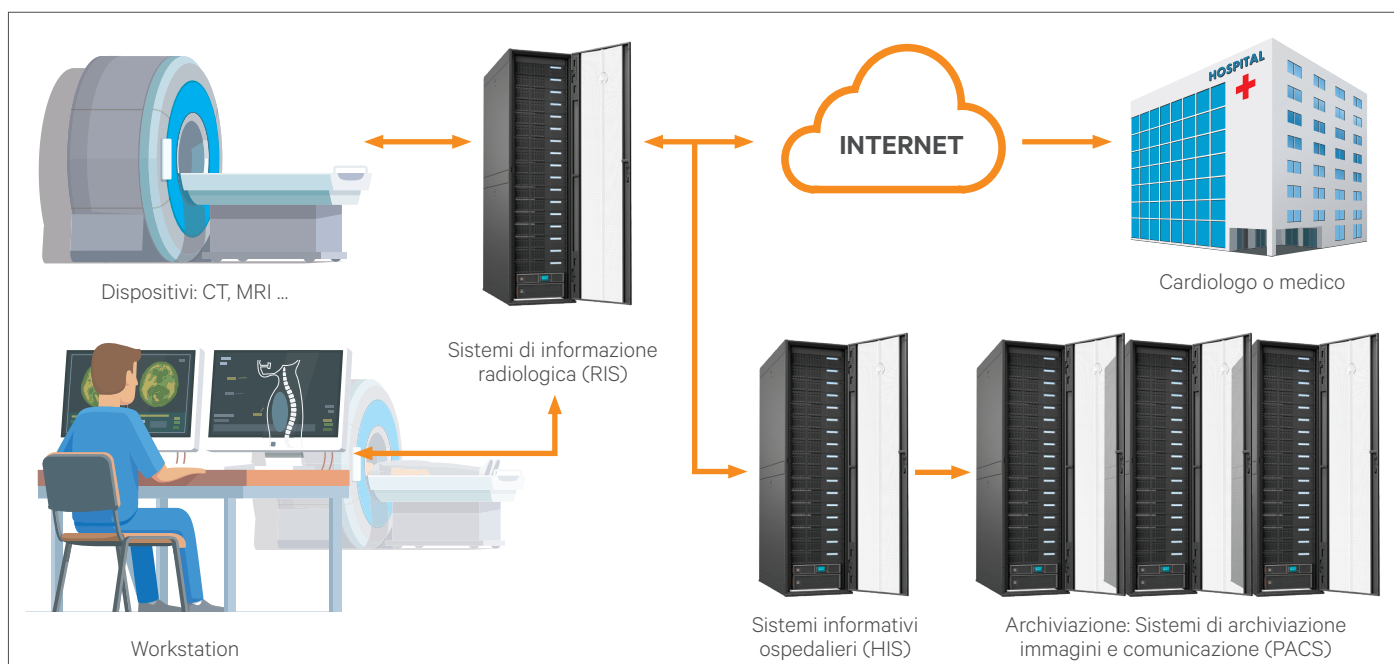 INTERNET
HOSPITAL
Dispositivi: CT, MRI ...
Cardiologo o medico
Sistemi di informazione
radiologica (RIS)
Workstation
Sistemi informativi
ospedalieri (HIS)
Archiviazione: Sistemi di archiviazione
immagini e comunicazione (PACS)